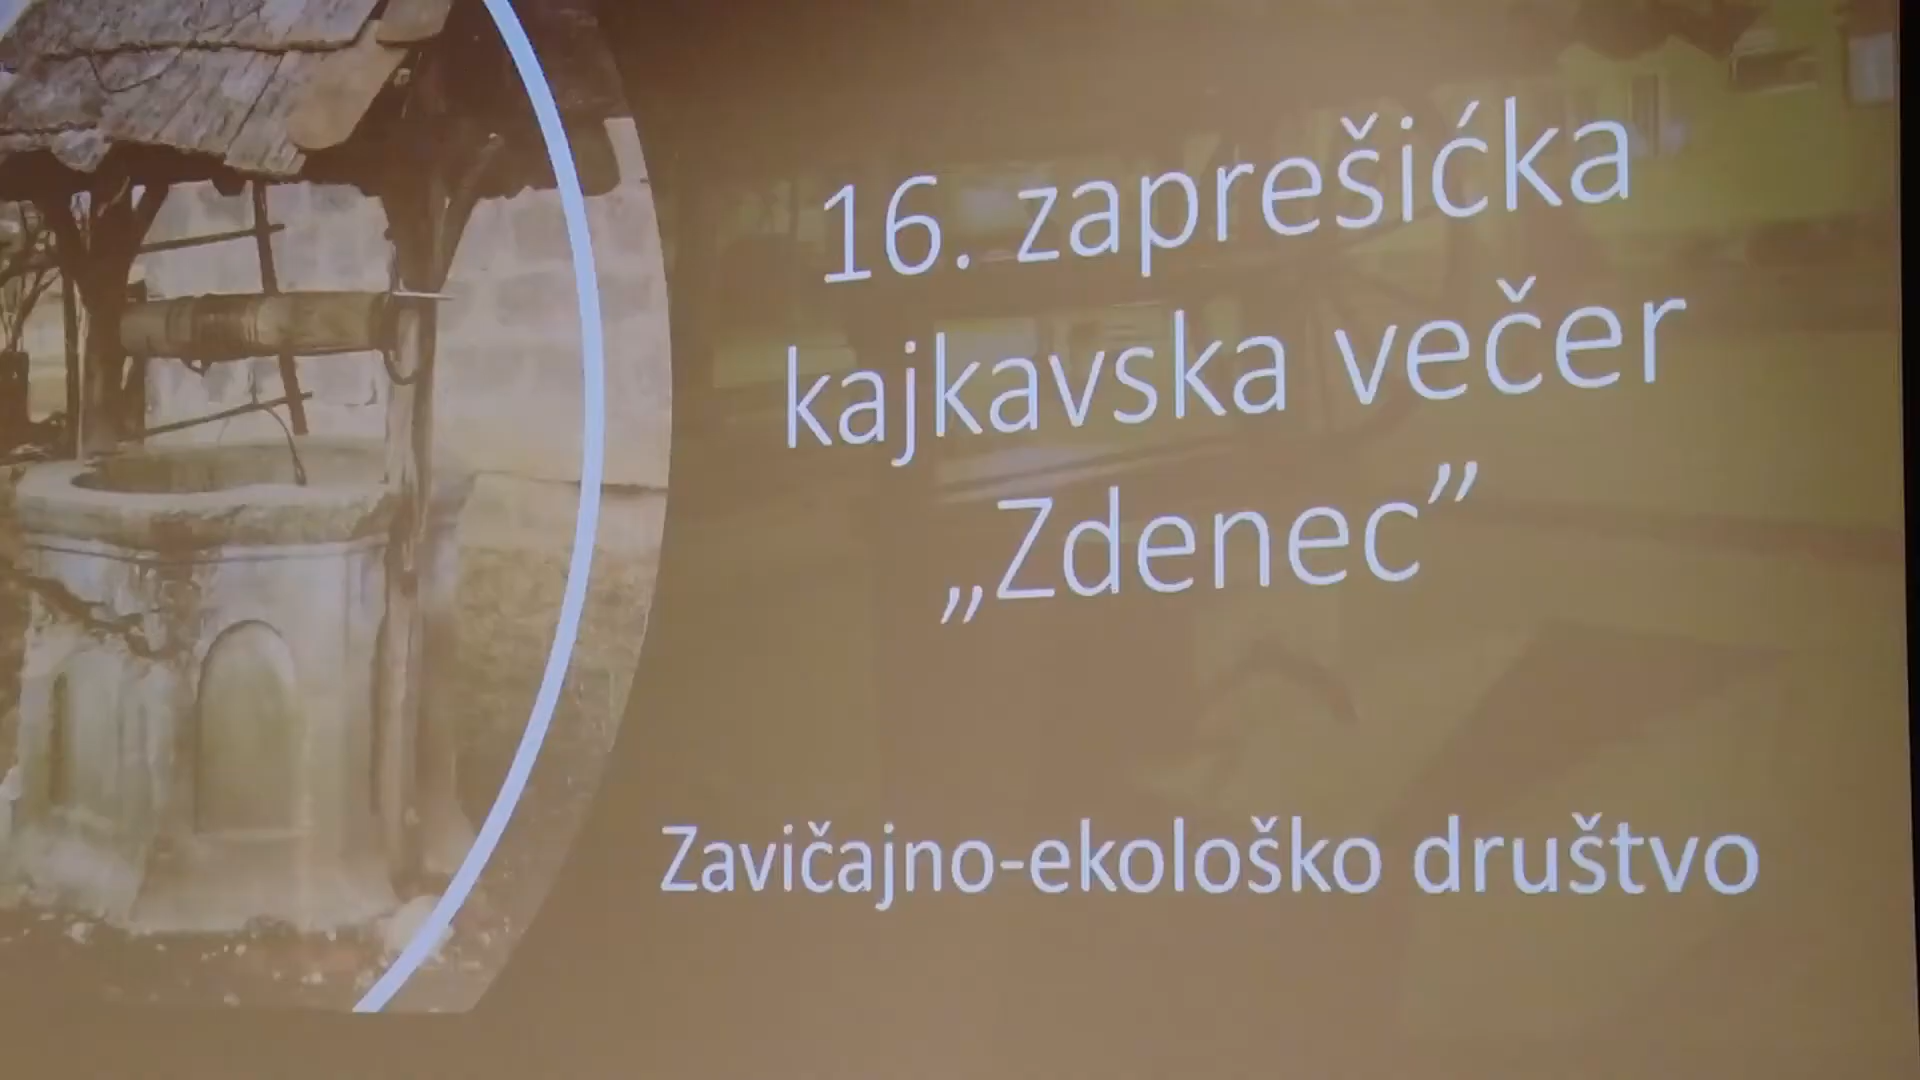 16. zaprešićka
kajkavska večer
„Zdenec”
Zavičajno-ekološko društvo